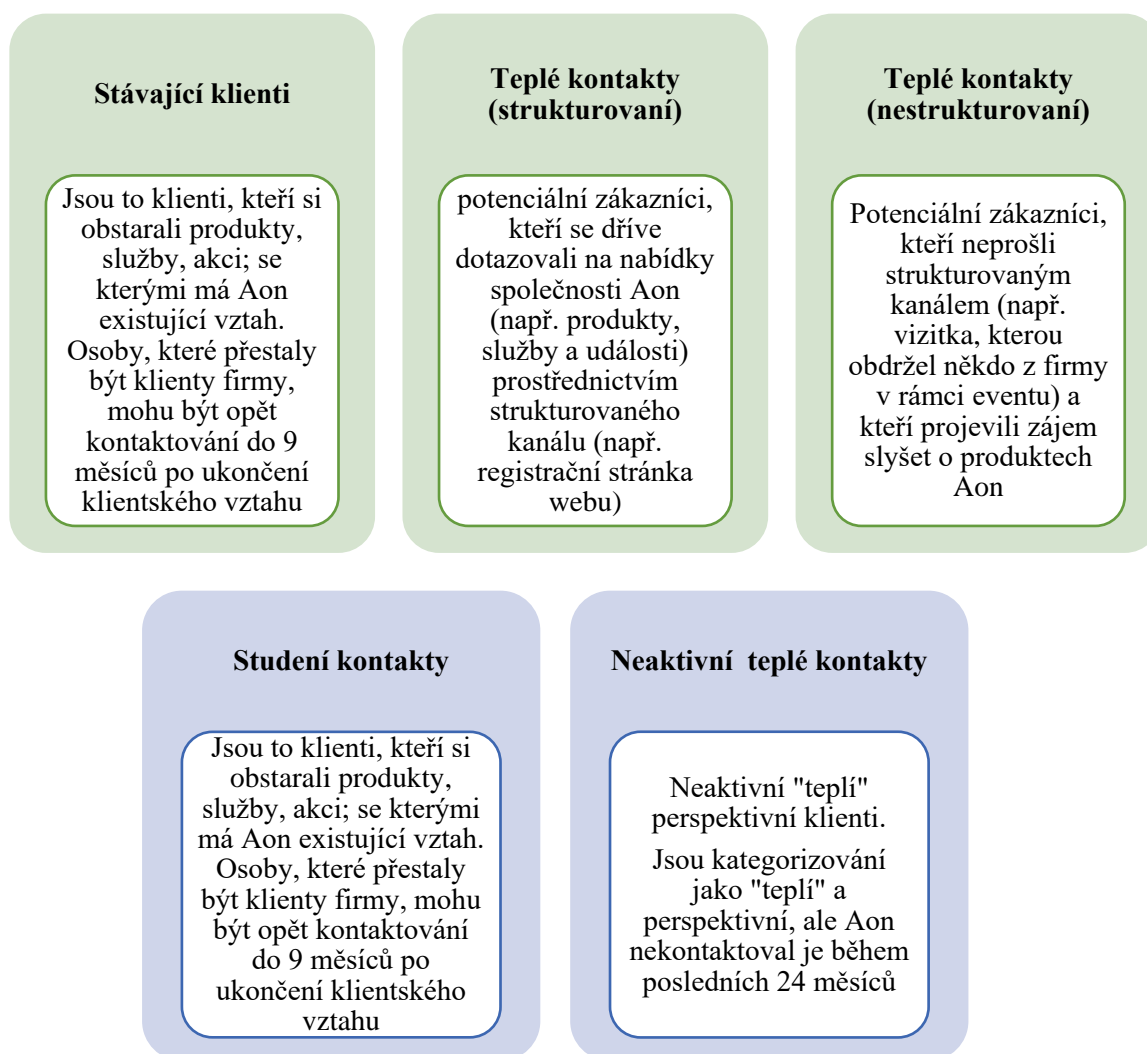 Stávající klienti
Jsou to klienti, kteří si
obstarali produkty,
služby, akci; se
kterými má Aon
existující vztah.
Osoby, které přestaly
být klienty firmy,
mohu být opět
kontaktování do 9
měsíců po ukončení
klientského vztahu
Teplé kontakty
(strukturovaní)
potenciální zákazníci,
kteří se dříve
dotazovali na nabídky
společnosti Aon
(např. produkty,
služby a události)
prostřednictvím
strukturovaného
kanálu (např.
registrační stránka
webu)
Teplé kontakty
(nestrukturovaní)
Potenciální zákazníci,
kteří neprošli
strukturovaným
kanálem (např.
vizitka, kterou
obdržel někdo z firmy
v rámci eventu) a
kteří projevili zájem
slyšet o produktech
Aon
Studení kontakty
Jsou to klienti, kteří si
obstarali produkty,
služby, akci; se kterými
má Aon existující vztah.
Osoby, které přestaly
být klienty firmy, mohu
být opět kontaktování
do 9 měsíců po
ukončení klientského
vztahu
Neaktivní  teplé kontakty
Neaktivní "teplí"
perspektivní klienti.
Jsou kategorizování
jako "teplí" a
perspektivní, ale Aon
nekontaktoval je během
posledních 24 měsíců